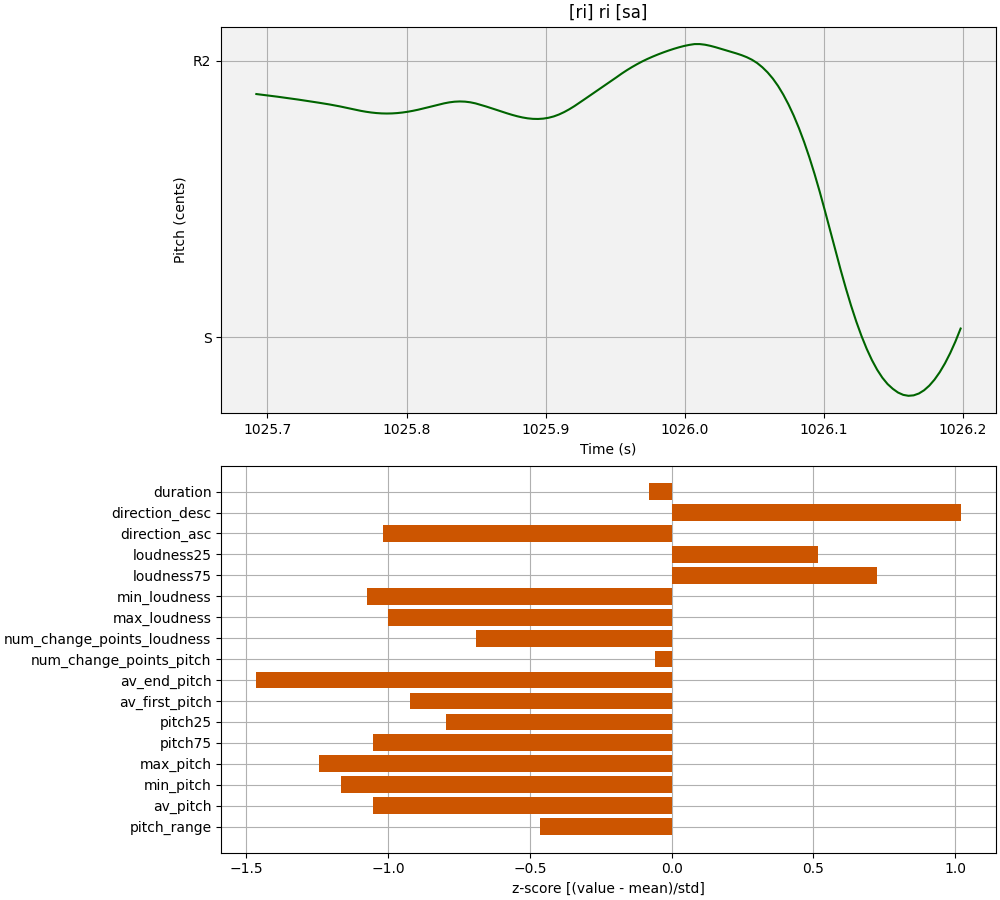 [ri] ri [sa]
R2
S
Pitch (cents)
1025.7 1025.8 1025.9 1026.0 1026.1 1026.2
Time (s)
duration
direction_desc
direction_asc
loudness25
loudness75
min_loudness
max_loudness
num_change_points_loudness
num_change_points_pitch
av_end_pitch
av_first_pitch
pitch25
pitch75
max_pitch
min_pitch
av_pitch
pitch_range
−1.5 −1.0 −0.5 0.0 0.5 1.0
z-score [(value - mean)/std]